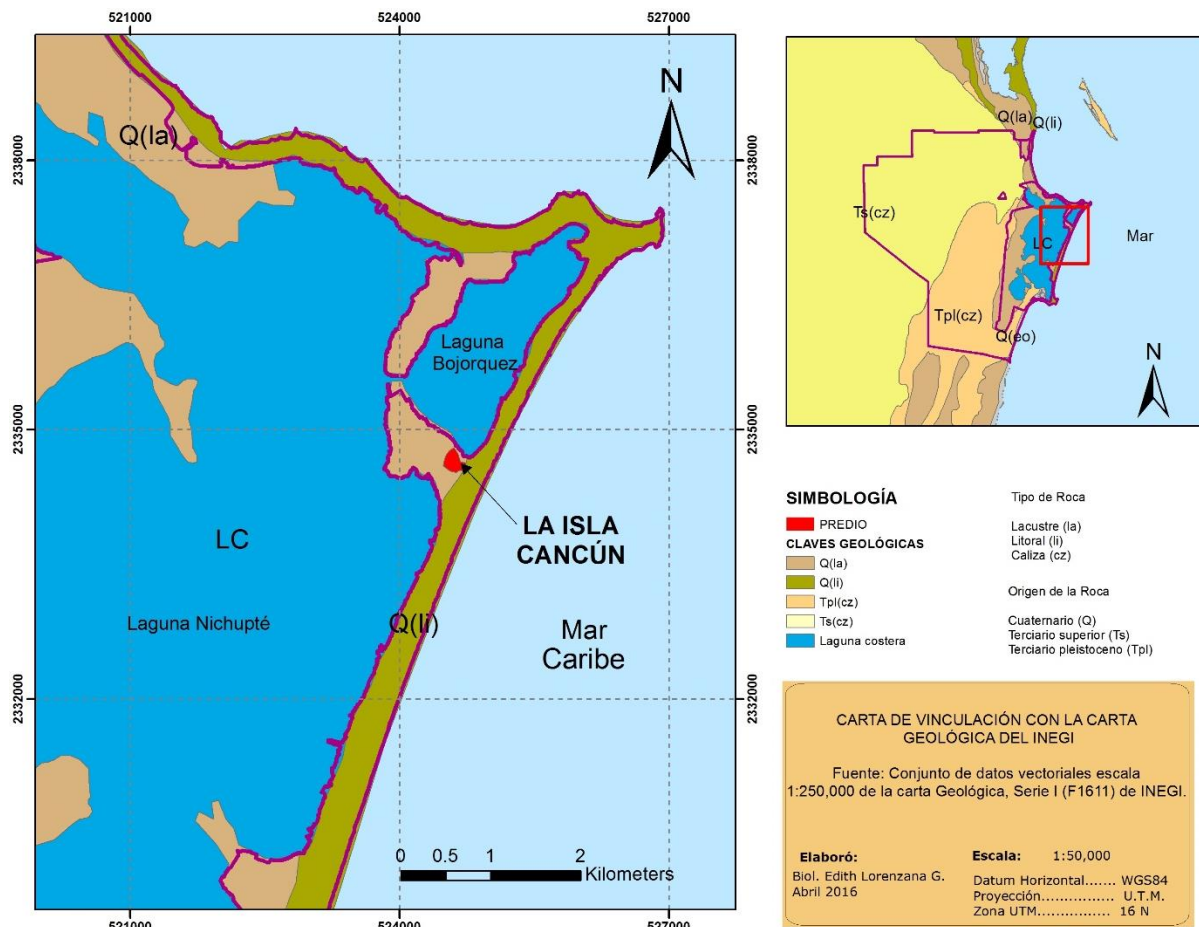 521000
524000
527000
2338000
2335000
2332000
2338000
2335000
2332000
Q(la)
N
Laguna
Bojorquez
LA ISLA
CANCÚN
LC
Laguna Nichupté
Q(li)
Mar
Caribe
0 0.5 1 2
Kilometers
521000
524000
527000
Q(la)
Q(li)
Ts(cz)
LC
Mar
Tpl(cz)
Q(eo)
N
SIMBOLOGÍA
PREDIO
CLAVES GEOLÓGICAS
Q(la)
Q(li)
Tpl(cz)
Ts(cz)
Laguna costera
Tipo de Roca
Lacustre (la)
Litoral (li)
Caliza (cz)
Origen de la Roca
Cuaternario (Q)
Terciario superior (Ts)
Terciario pleistoceno (Tpl)
CARTA DE VINCULACIÓN CON LA CARTA
GEOLÓGICA DEL INEGI
Fuente: Conjunto de datos vectoriales escala
1:250,000 de la carta Geológica, Serie I (F1611) de INEGI.
Elaboró:
Biol. Edith Lorenzana G.
Abril 2016
Escala: 1:50,000
Datum Horizontal...... WGS84
Proyección............... U.T.M.
Zona UTM............... 16 N